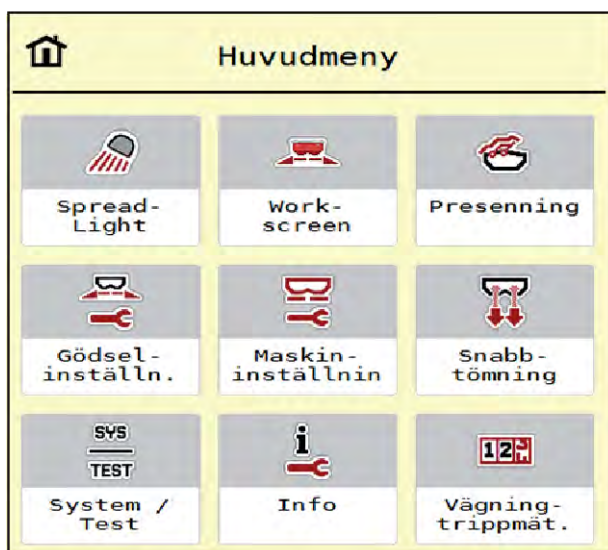 Huvudmeny
Spread-
Light
Work-
screen
Presenning
Gödsel-
inställn.
Maskin-
inställnin
Snabb-
tömning
SYS
TEST
System /
Test
i
Info
12
Vägning-
trippmät.